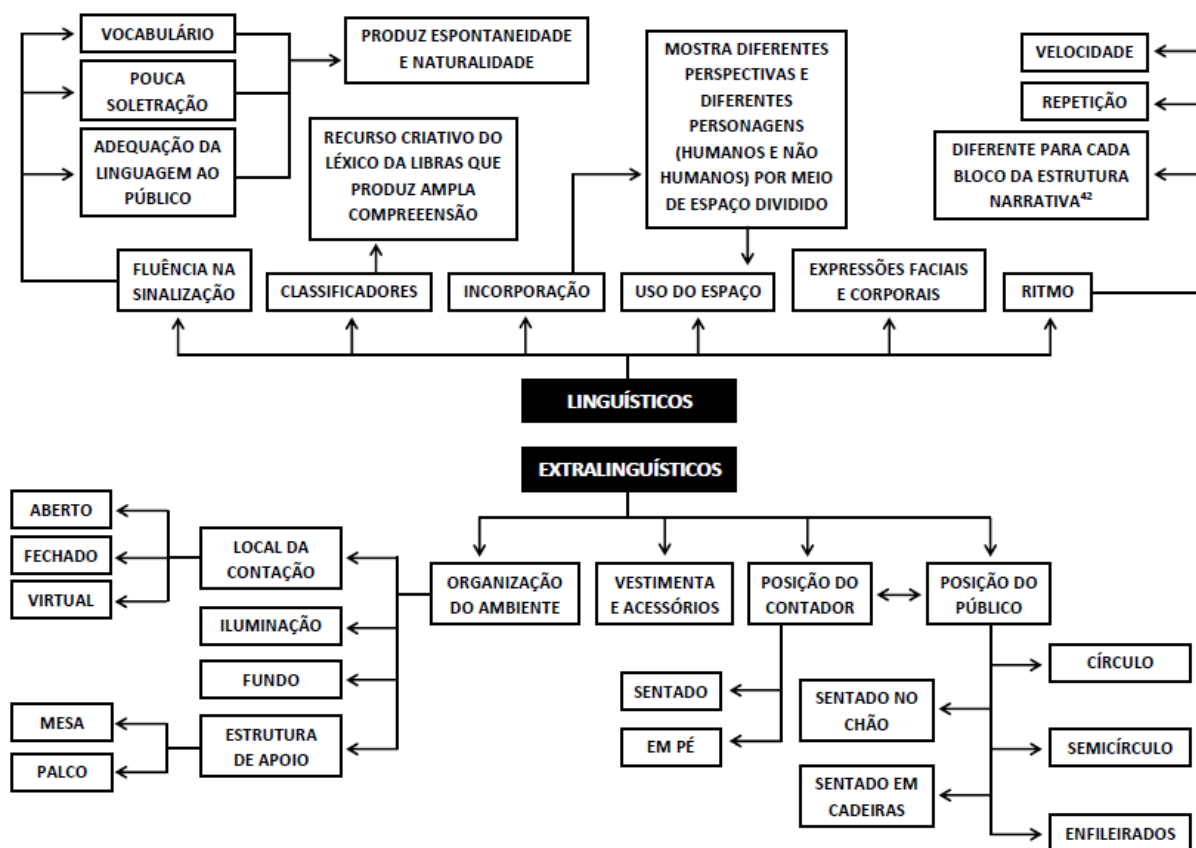 VOCABULÁRIO
POUCA
SOLETRAÇÃO
ADEQUAÇÃO DA
LINGUAGEM AO
PÚBLICO
PRODUZ ESPONTANEIDADE
E NATURALIDADE
RECURSO CRIATIVO DO
LÉXICO DA LIBRAS QUE
PRODUZ AMPLA
COMPREEENSÃO
MOSTRA DIFERENTES
PERSPECTIVAS E
DIFERENTES
PERSONAGENS
(HUMANOS E NÃO
HUMANOS) POR MEIO
DE ESPAÇO DIVIDIDO
VELOCIDADE
REPETIÇÃO
DIFERENTE PARA CADA
BLOCO DA ESTRUTURA
NARRATIVA⁴²
FLUÊNCIA NA
SINALIZAÇÃO
CLASSIFICADORES
INCORPORAÇÃO
USO DO ESPAÇO
EXPRESSÕES FACIAIS
E CORPORAIS
RITMO
LINGUÍSTICOS
EXTRALINGUÍSTICOS
ABERTO
FECHADO
VIRTUAL
LOCAL DA
CONTAÇÃO
ILUMINAÇÃO
FUNDO
MESA
PALCO
ESTRUTURA
DE APOIO
ORGANIZAÇÃO
DO AMBIENTE
VESTIMENTA
E ACESSÓRIOS
POSIÇÃO DO
CONTADOR
POSIÇÃO DO
PÚBLICO
SENTADO
EM PÉ
SENTADO NO
CHÃO
SENTADO EM
CADEIRAS
CÍRCULO
SEMICÍRCULO
ENFILEIRADOS